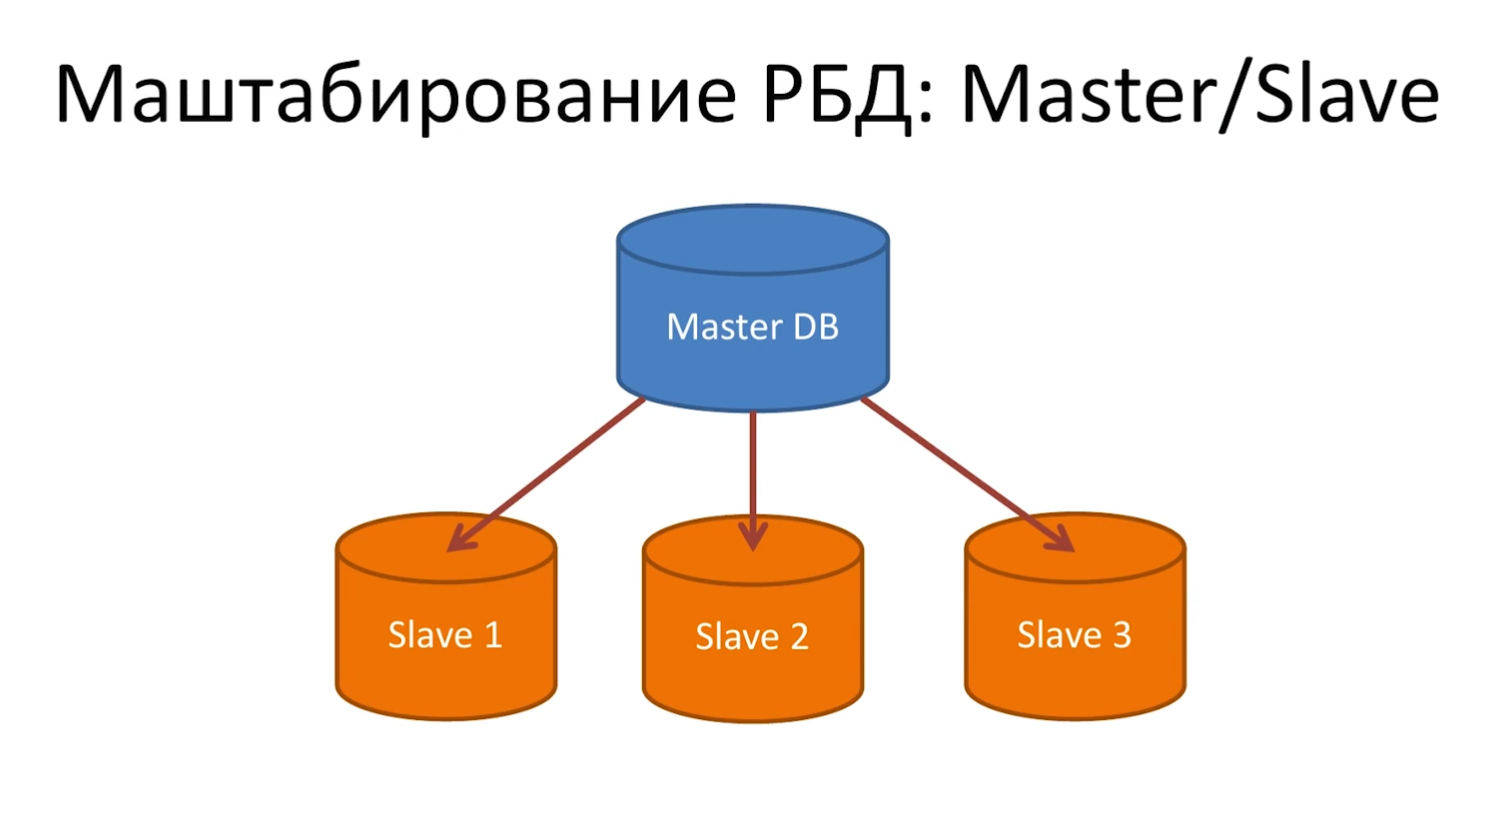 Маштабирование РБД: Master/Slave
Master DB
Slave 1
Slave 2
Slave 3